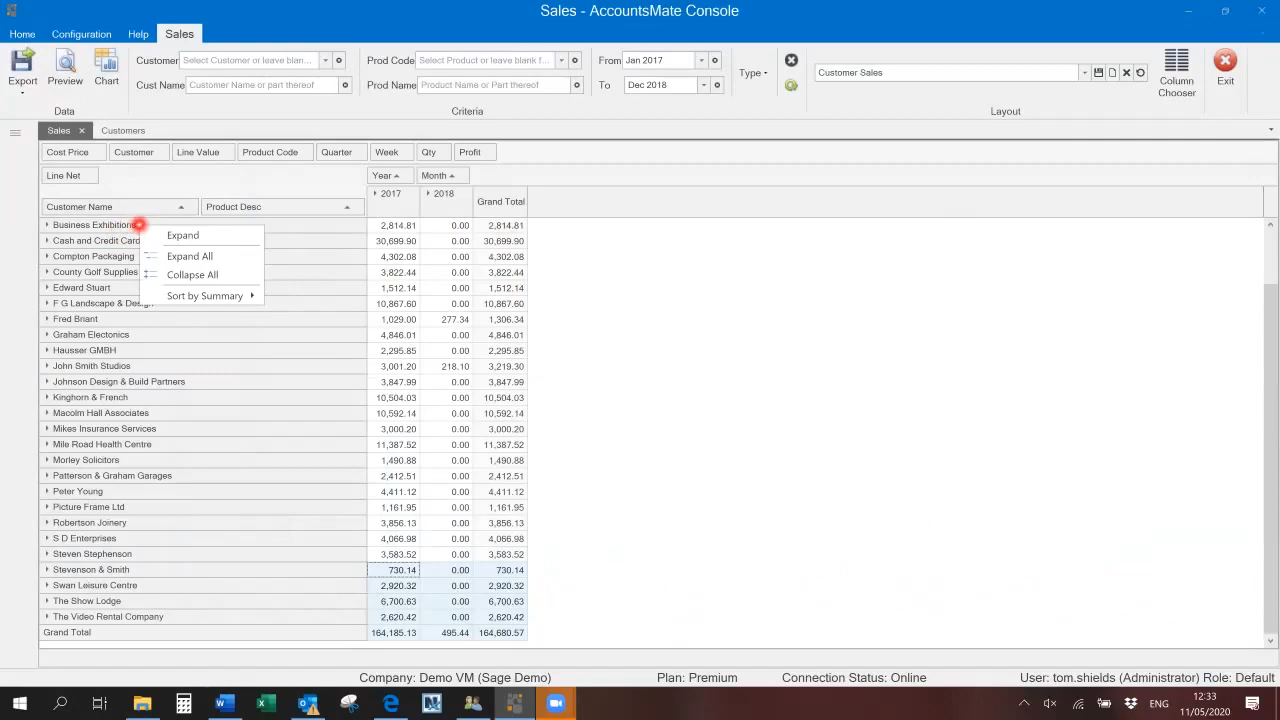 Sales - AccountsMate Console
Home Configuration Help Sales
Customer Select Customer or leave blan... Prod Code Select Product or leave blank f... From Jan 2017
Export Preview Chart Type Customer Sales Column Chooser Exit
Cust Name Customer Name or part thereof Prod Name Product Name or Part thereof To Dec 2018
Data Criteria Layout
Sales Customers
Cost Price Customer Line Value Product Code Quarter Week Qty Profit
Line Net Year Month
2017 2018 Grand Total
Customer Name Product Desc
Business Exhibitions 2,814.81 0.00 2,814.81
Expand
Cash and Credit Card 30,699.90 0.00 30,699.90
Compton Packaging 4,302.08 0.00 4,302.08
Expand All
County Golf Supplies 3,822.44 0.00 3,822.44
Collapse All
Edward Stuart 1,512.14 0.00 1,512.14
Sort by Summary
F G Landscape & Design 10,867.60 0.00 10,867.60
Fred Briant 1,029.00 277.34 1,306.34
Graham Electonics 4,846.01 0.00 4,846.01
Hausser GMBH 2,295.85 0.00 2,295.85
John Smith Studios 3,001.20 218.10 3,219.30
Johnson Design & Build Partners 3,847.99 0.00 3,847.99
Kinghorn & French 10,504.03 0.00 10,504.03
Macolm Hall Associates 10,592.14 0.00 10,592.14
Mikes Insurance Services 3,000.20 0.00 3,000.20
Mile Road Health Centre 11,387.52 0.00 11,387.52
Morley Solicitors 1,490.88 0.00 1,490.88
Patterson & Graham Garages 2,412.51 0.00 2,412.51
Peter Young 4,411.12 0.00 4,411.12
Picture Frame Ltd 1,161.95 0.00 1,161.95
Robertson Joinery 3,856.13 0.00 3,856.13
S D Enterprises 4,066.98 0.00 4,066.98
Steven Stephenson 3,583.52 0.00 3,583.52
Stevenson & Smith 730.14 0.00 730.14
Swan Leisure Centre 2,920.32 0.00 2,920.32
The Show Lodge 6,700.63 0.00 6,700.63
The Video Rental Company 2,620.42 0.00 2,620.42
Grand Total 164,185.13 495.44 164,680.57
Company: Demo VM (Sage Demo) Plan: Premium Connection Status: Online User: tom.shields (Administrator) Role: Default
ENG 12:33
11/05/2020